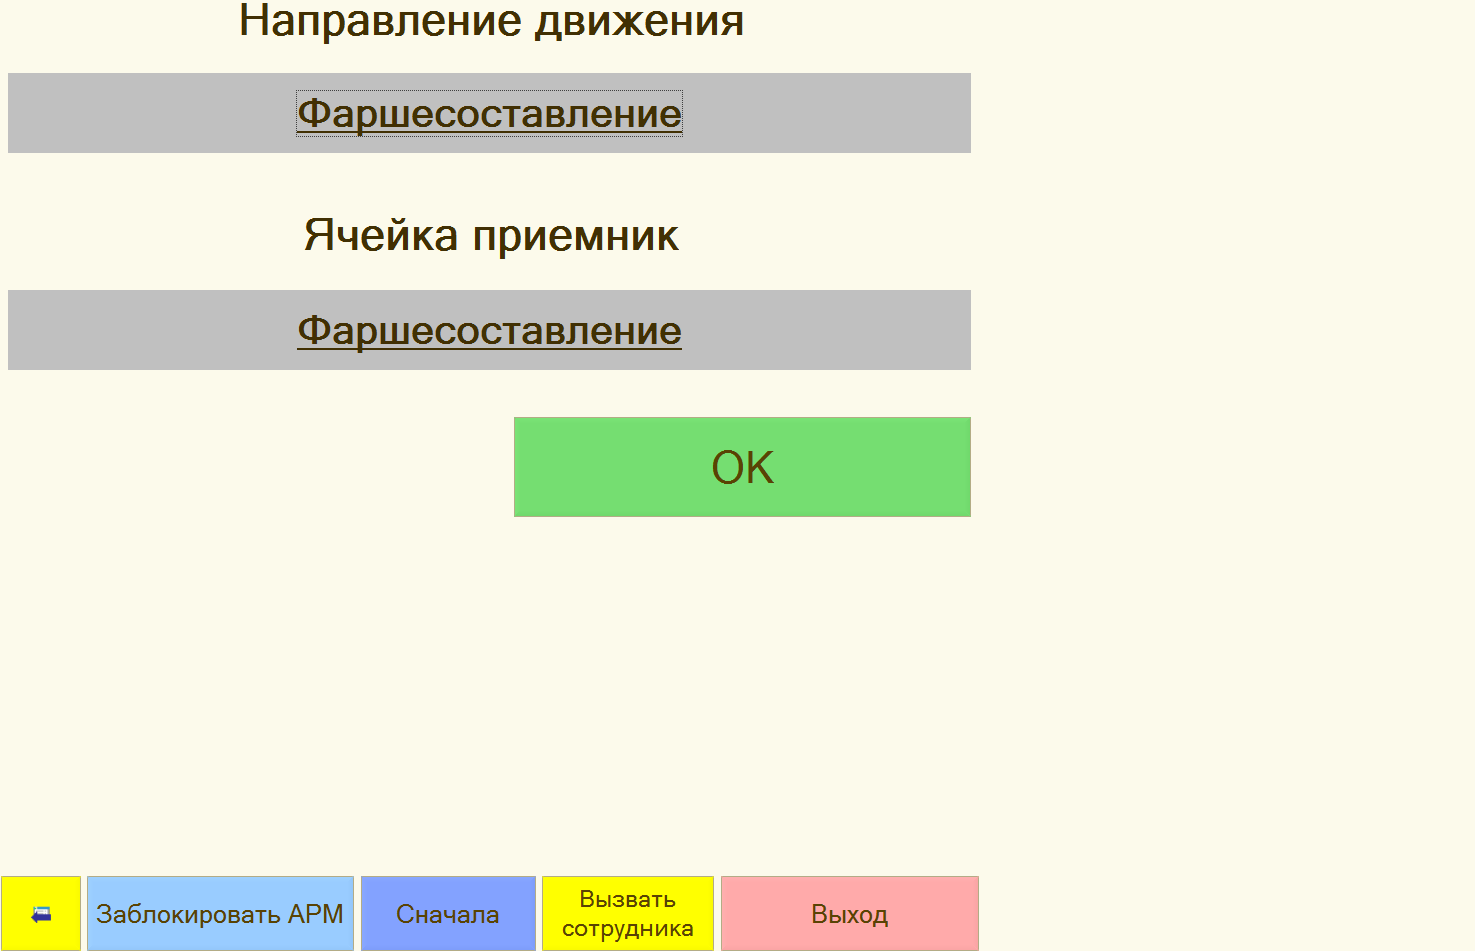 Направление движения
Фаршесоставление
Ячейка приемник
Фаршесоставление
OK
Заблокировать АРМ
Сначала
Вызвать
сотрудника
Выход